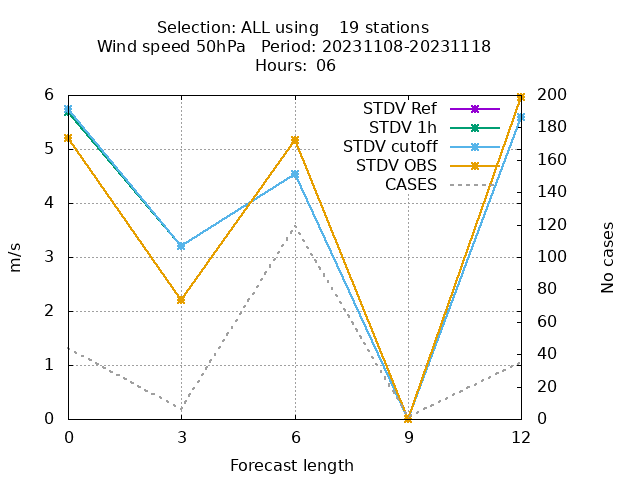 Selection: ALL using    19 stations
Wind speed 50hPa   Period: 20231108-20231118
Hours:  06
STDV Ref
STDV 1h
STDV cutoff
STDV OBS
CASES
m/s
6
5
4
3
2
1
0
No cases
200
180
160
140
120
100
80
60
40
20
0
0 3 6 9 12
Forecast length